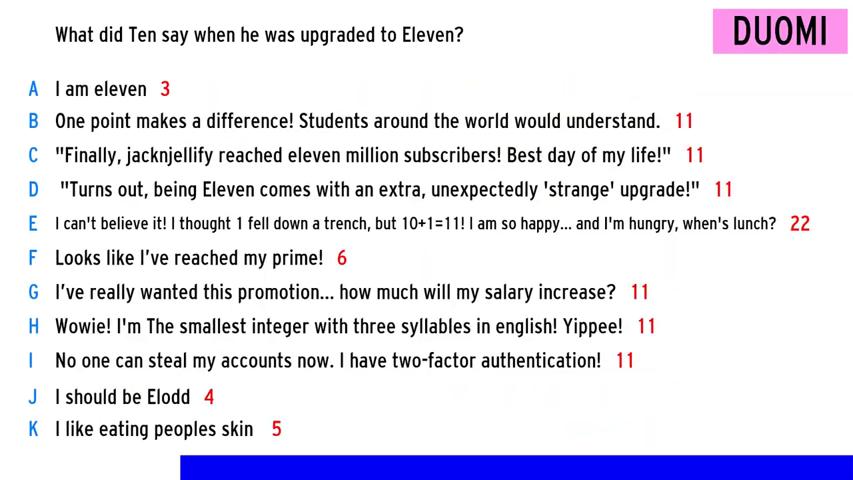 What did Ten say when he was upgraded to Eleven?
DUOMI
A I am eleven 3
B One point makes a difference! Students around the world would understand. 11
C "Finally, jacknjellify reached eleven million subscribers! Best day of my life!" 11
D "Turns out, being Eleven comes with an extra, unexpectedly 'strange' upgrade!" 11
E I can't believe it! I thought 1 fell down a trench, but 10+1=11! I am so happy... and I'm hungry, when's lunch? 22
F Looks like I've reached my prime! 6
G I've really wanted this promotion... how much will my salary increase? 11
H Wowie! I'm The smallest integer with three syllables in english! Yippee! 11
I No one can steal my accounts now. I have two-factor authentication! 11
J I should be Elodd 4
K I like eating peoples skin 5